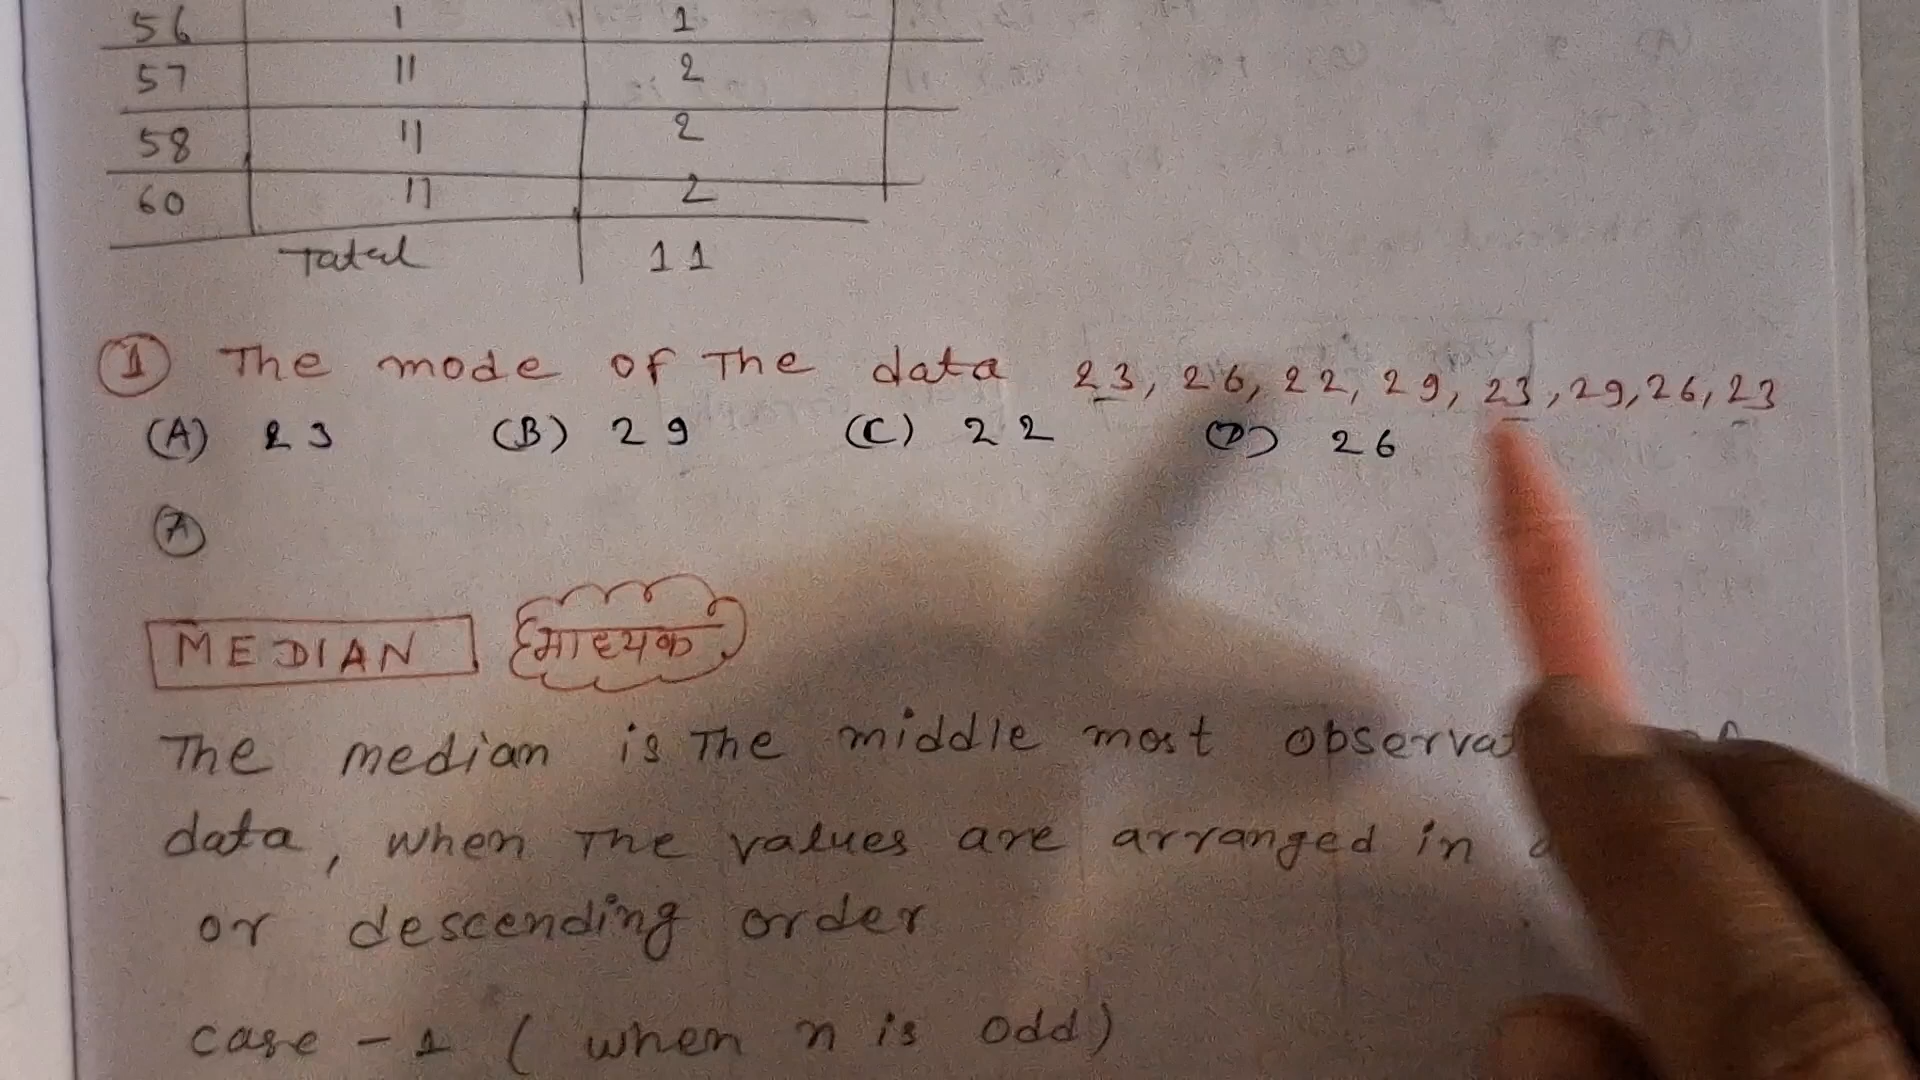 56 1 1
57 11 2
58 11 2
60 11 2
Total 11
1 The mode of The data 23, 26, 22, 29, 23, 29, 26, 23
(A) 23 (B) 29 (C) 22 (D) 26
A
MEDIAN माध्यक
The median is The middle most
data, when The values are arranged in
or descending order
case - 1 ( when n is odd)